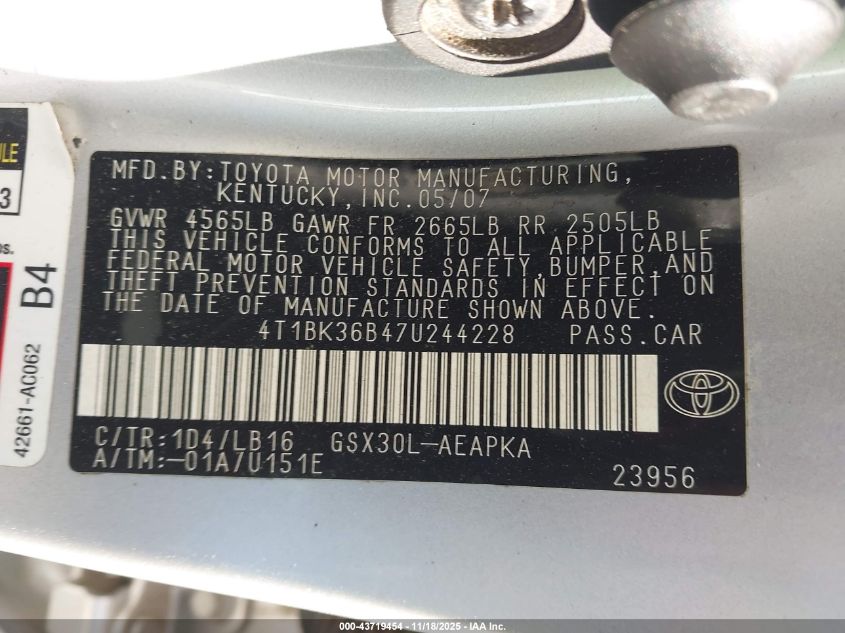 MFD.BY:TOYOTA MOTOR MANUFACTURING,
KENTUCKY,INC.05/07
GVWR 4565LB GAWR FR 2665LB RR 2505LB
THIS VEHICLE CONFORMS TO ALL APPLICABLE
FEDERAL MOTOR VEHICLE SAFETY,BUMPER,AND
THEFT PREVENTION STANDARDS IN EFFECT ON
THE DATE OF MANUFACTURE SHOWN ABOVE.
4T1BK36B47U244228 PASS.CAR
C/TR:1D4/LB16 GSX30L-AEAPKA
A/TM:-01A7U151E
23956
42661-AC062 B4
000-43719454 - 11/18/2025 - IAA Inc.